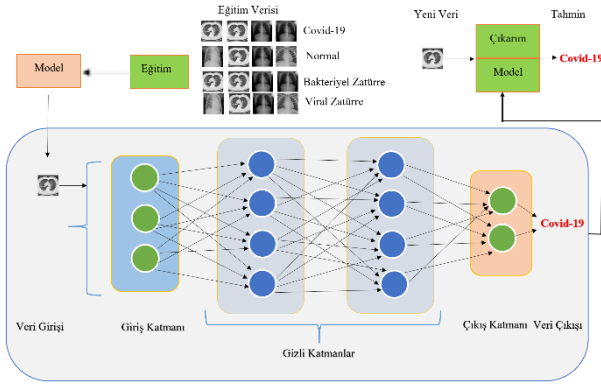 Eğitim Verisi
Covid-19
Normal
Bakteriyel Zatürre
Viral Zatürre
Model
Eğitim
Yeni Veri
Tahmin
Çıkarım
Model
Covid-19
Covid-19
Veri Girişi
Giriş Katmanı
Gizli Katmanlar
Çıkış Katmanı
Veri Çıkışı